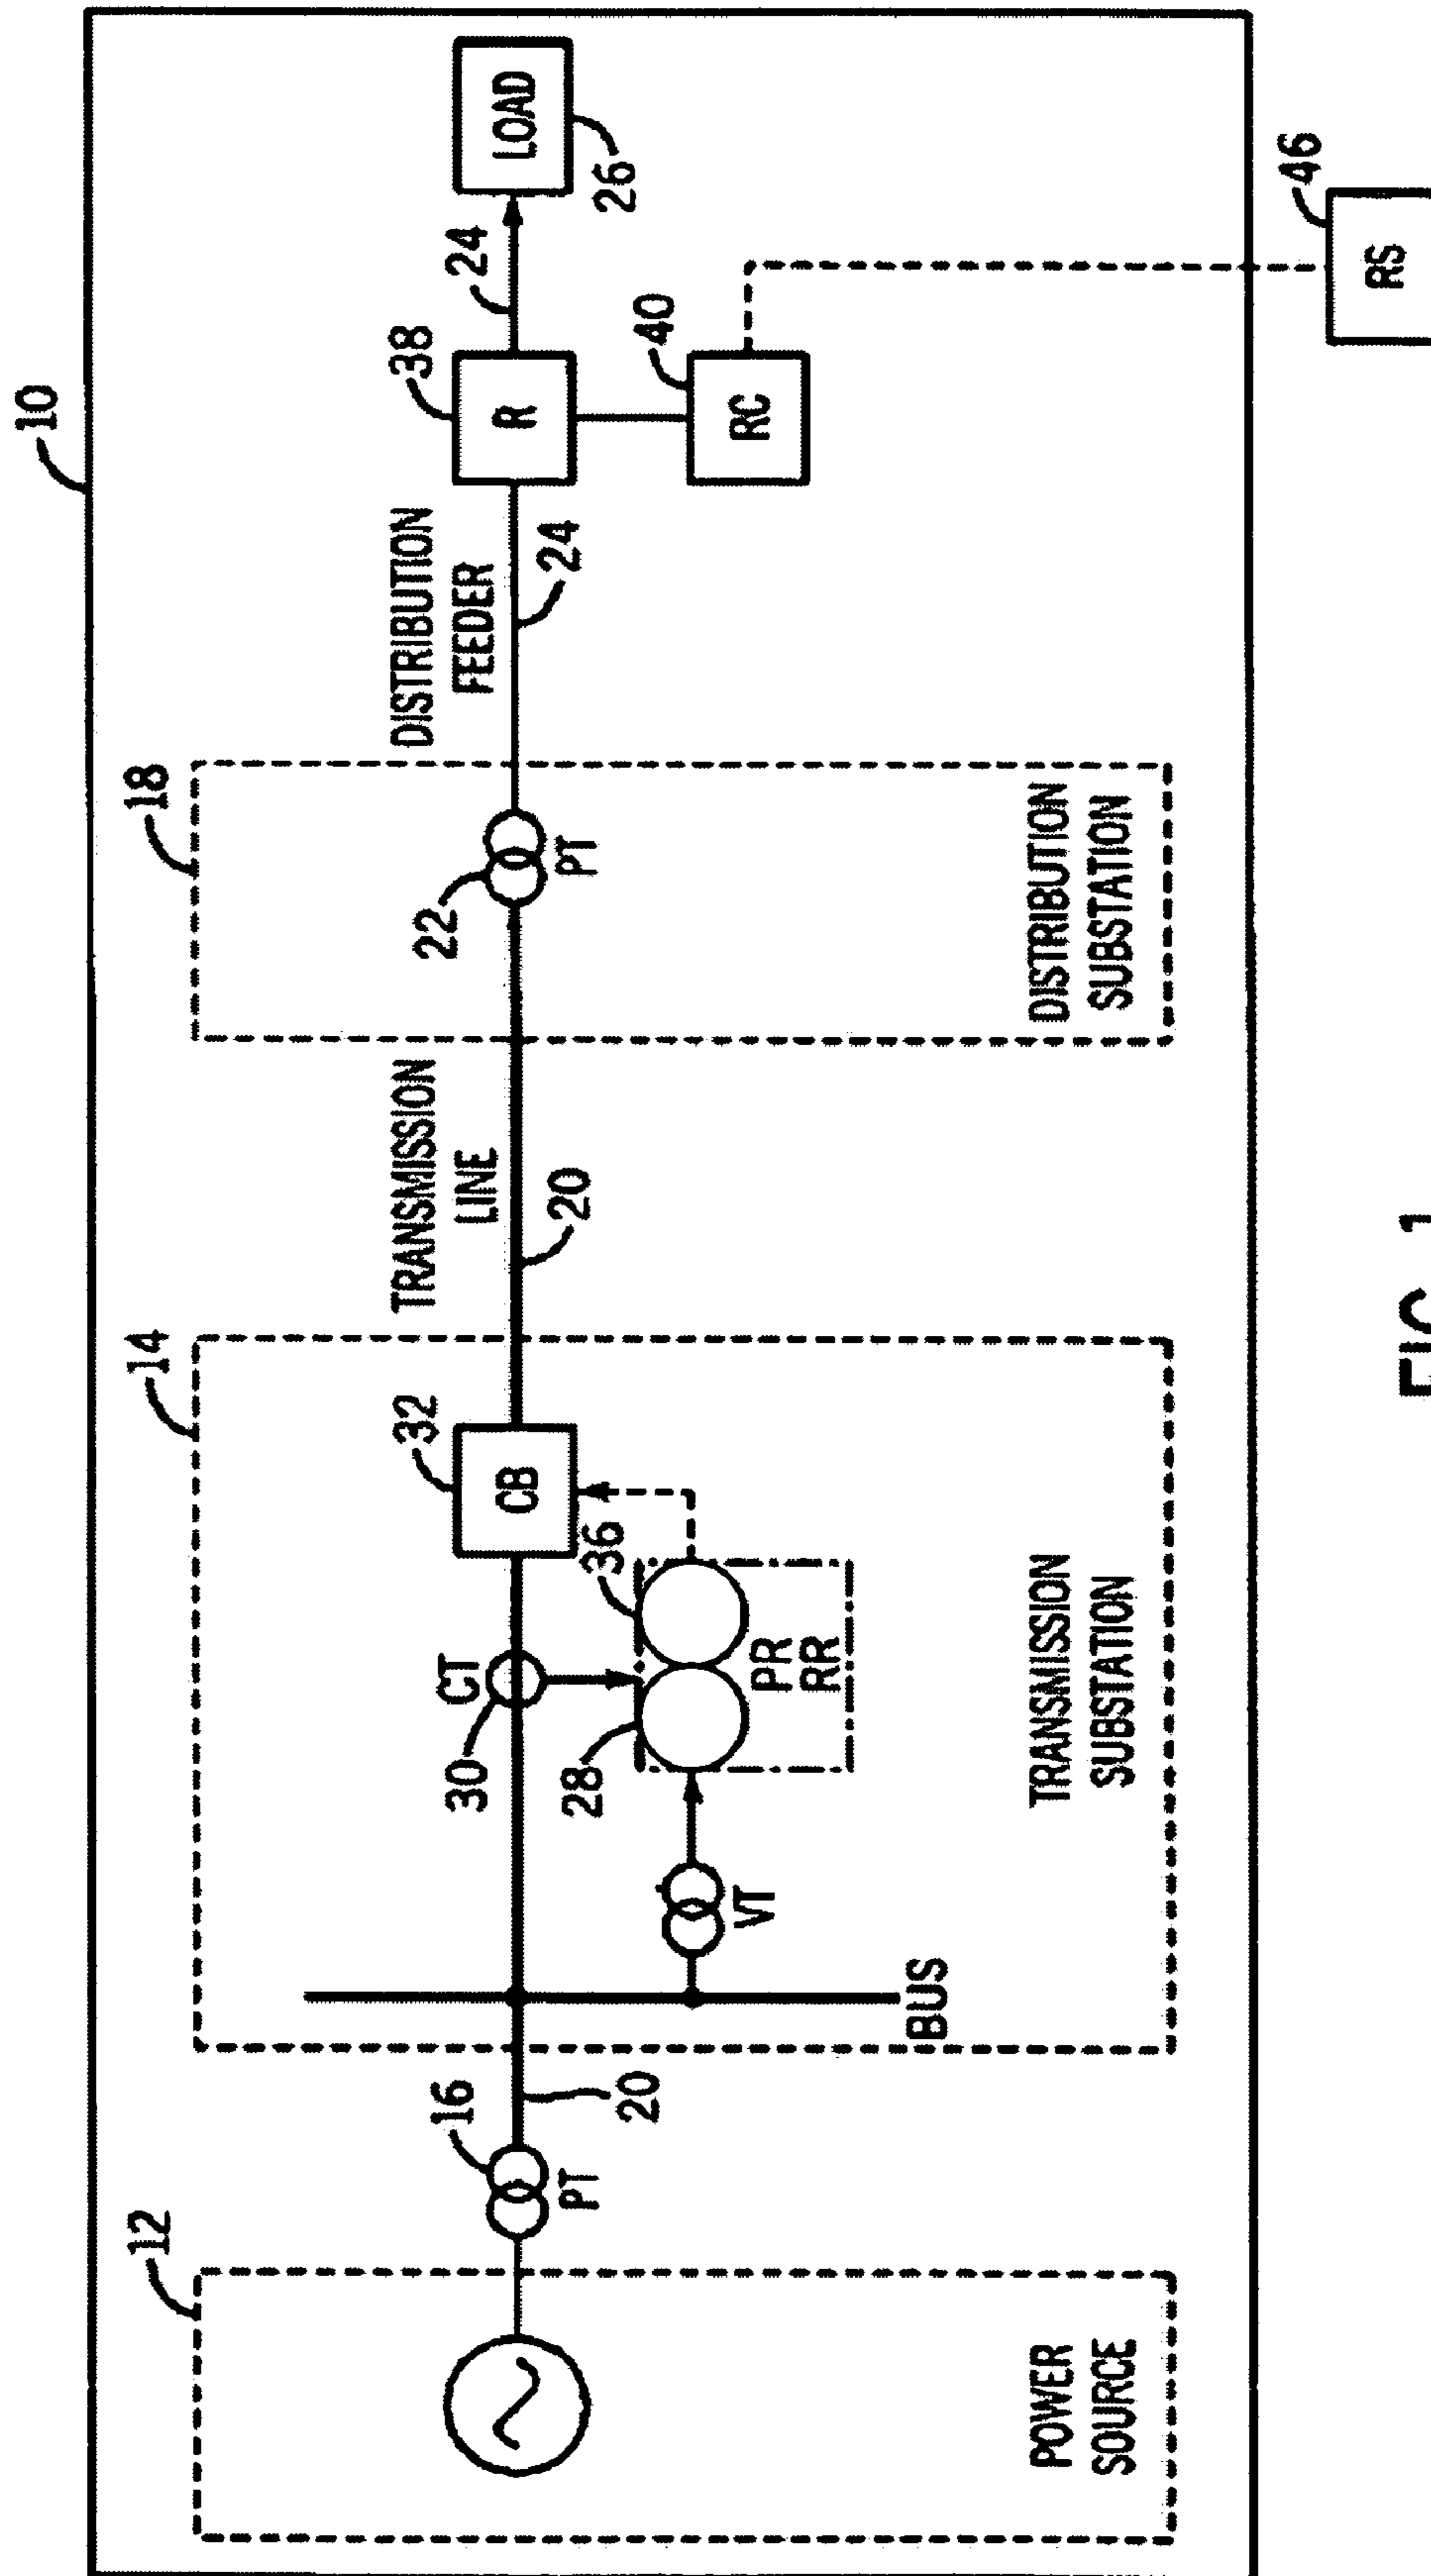 10
12
POWER
SOURCE
16
PT
20
14
BUS
VT
30
CT
28
36
PR
RR
32
CB
TRANSMISSION
SUBSTATION
TRANSMISSION
LINE
20
18
22
PT
DISTRIBUTION
SUBSTATION
DISTRIBUTION
FEEDER
24
38
R
40
RC
24
LOAD
26
46
RS
FIG. 1